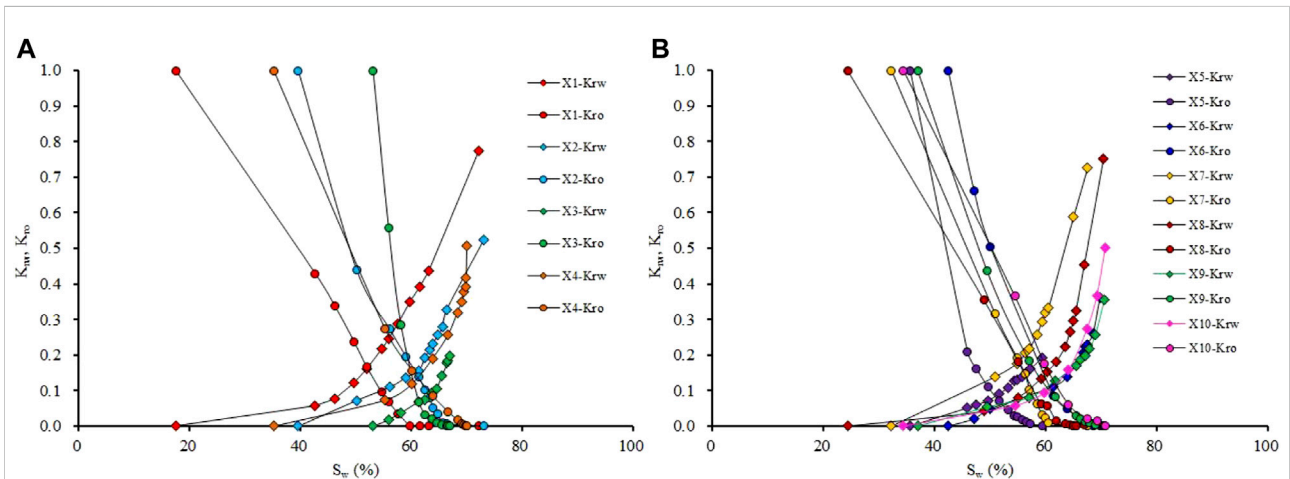 A
B
1.0
0.9
0.8
0.7
0.6
0.5
0.4
0.3
0.2
0.1
0.0
0
20
40
60
80
100
Krw, Kro
Sw (%)
X1-Krw
X1-Kro
X2-Krw
X2-Kro
X3-Krw
X3-Kro
X4-Krw
X4-Kro
1.0
0.9
0.8
0.7
0.6
0.5
0.4
0.3
0.2
0.1
0.0
0
20
40
60
80
100
Krw, Kro
Sw (%)
X5-Krw
X5-Kro
X6-Krw
X6-Kro
X7-Krw
X7-Kro
X8-Krw
X8-Kro
X9-Krw
X9-Kro
X10-Krw
X10-Kro